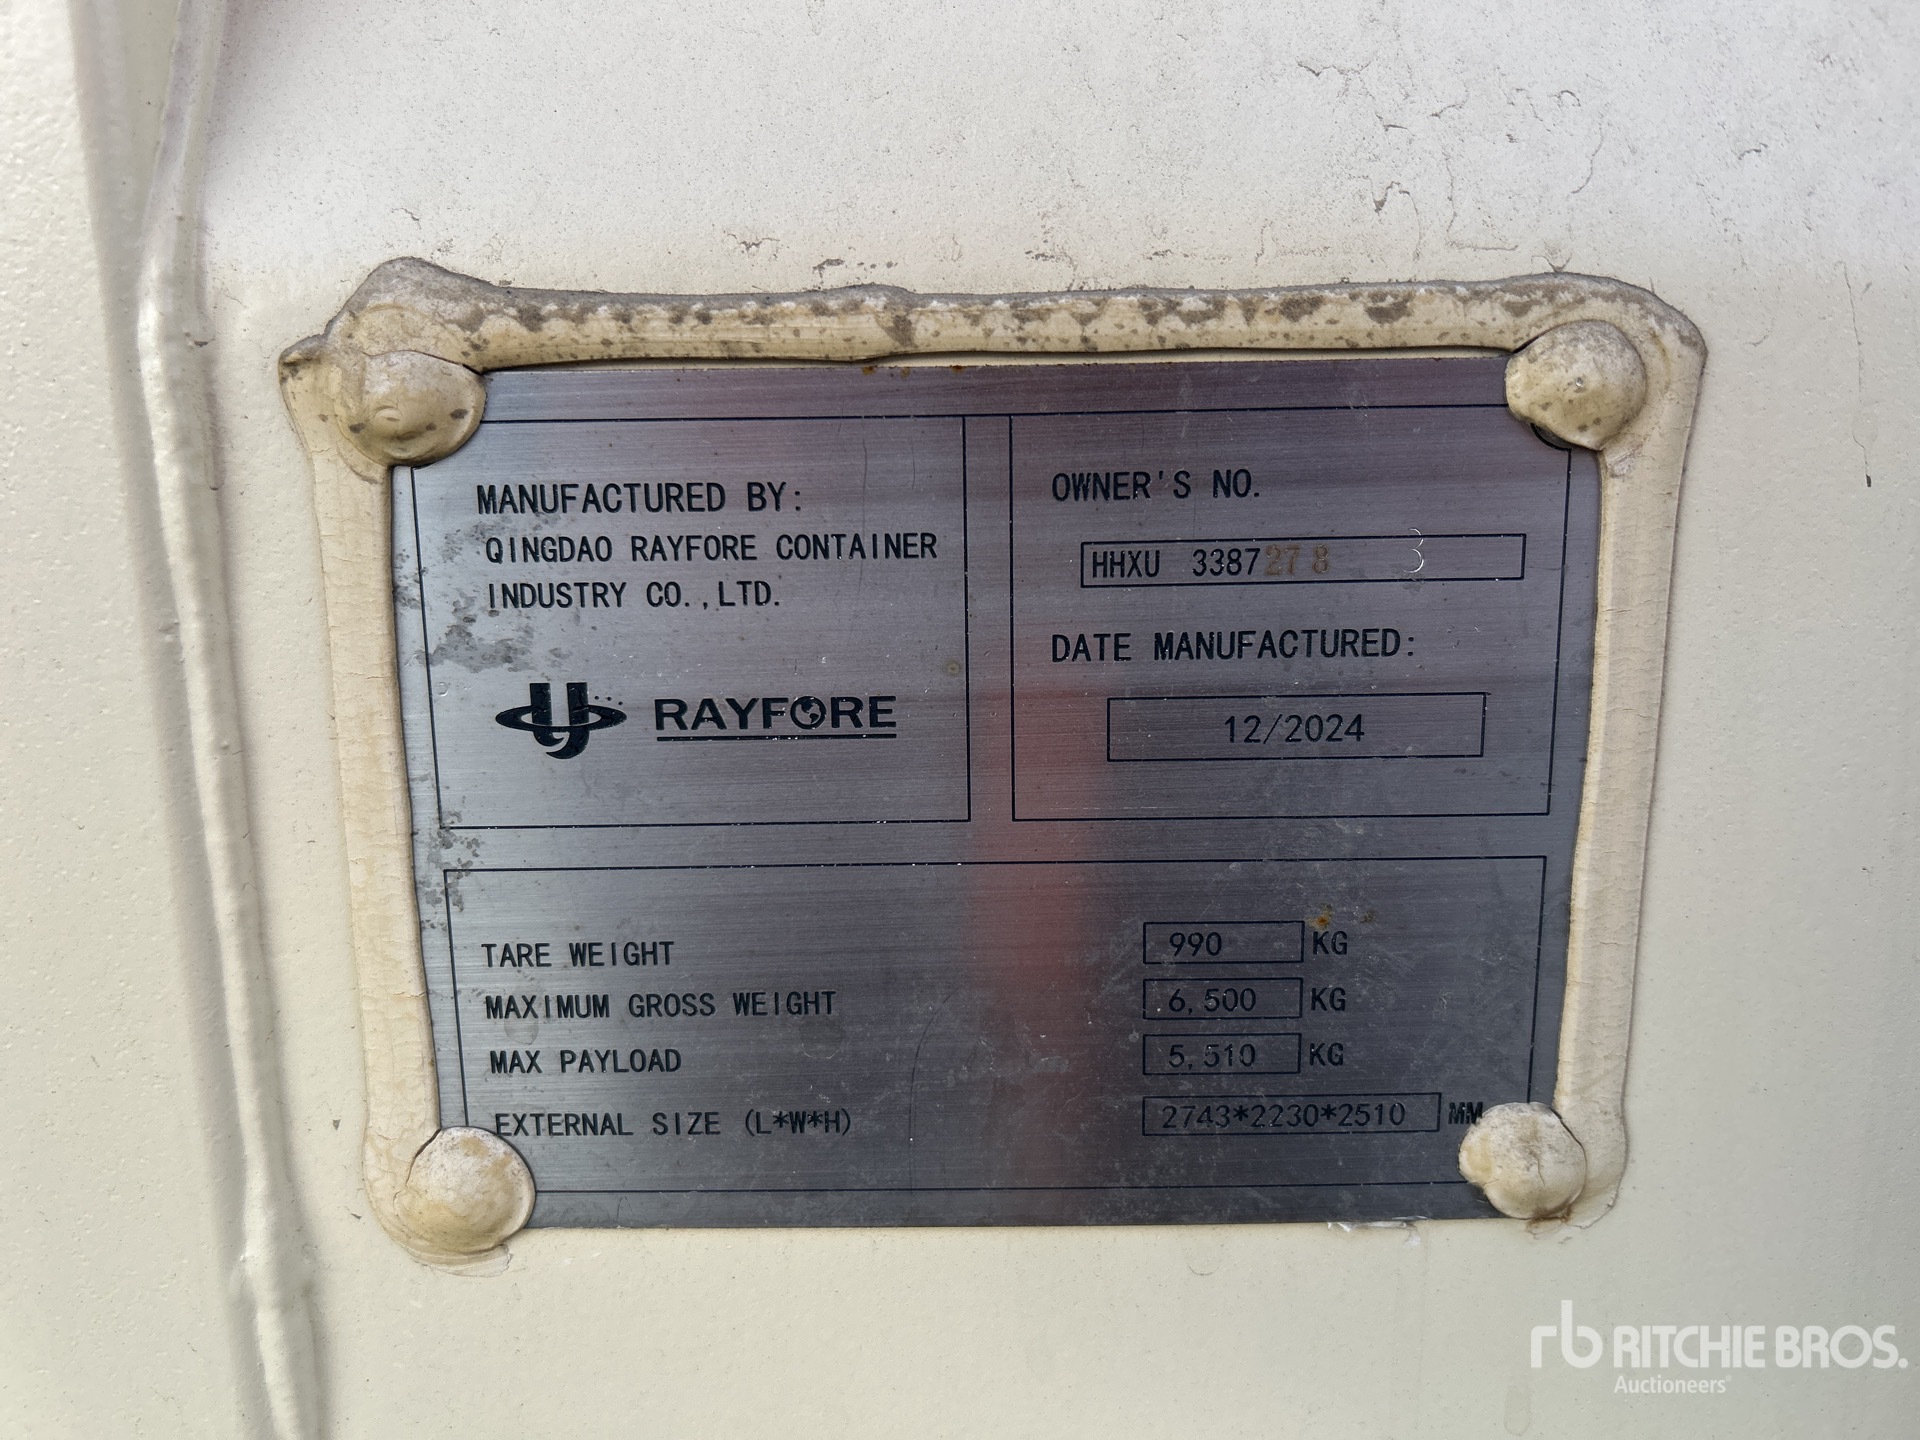 MANUFACTURED BY:
QINGDAO RAYFORE CONTAINER
INDUSTRY CO.,LTD.
RAYFORE
OWNER'S NO.
HHXU 338727 8 3
DATE MANUFACTURED:
12/2024
TARE WEIGHT 990 KG
MAXIMUM GROSS WEIGHT 6,500 KG
MAX PAYLOAD 5,510 KG
EXTERNAL SIZE (L*W*H) 2743*2230*2510 MM
rb RITCHIE BROS.
Auctioneers